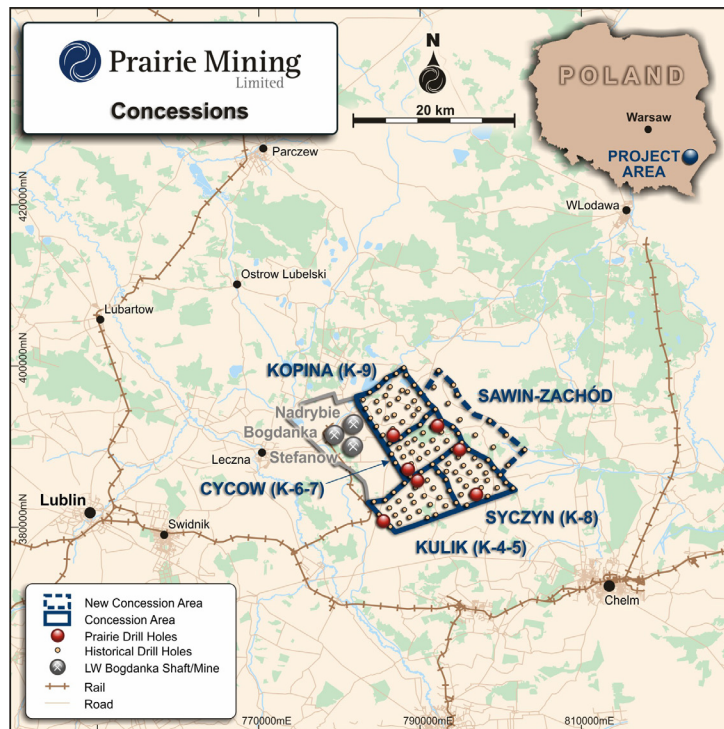 Prairie Mining
Limited
Concessions
N
20 km
POLAND
Warsaw
PROJECT
AREA
Parczew
WLodawa
420000mN
Ostrow Lubelski
Lubartow
400000mN
KOPINA (K-9)
SAWIN-ZACHÓD
Nadrybie
Bogdanka
Stefanów
Leczna
CYCOW (K-6-7)
Lublin
SYCZYN (K-8)
380000mN
Swidnik
KULIK (K-4-5)
Chelm
New Concession Area
Concession Area
Prairie Drill Holes
Historical Drill Holes
LW Bogdanka Shaft/Mine
Rail
Road
770000mE
790000mE
810000mE